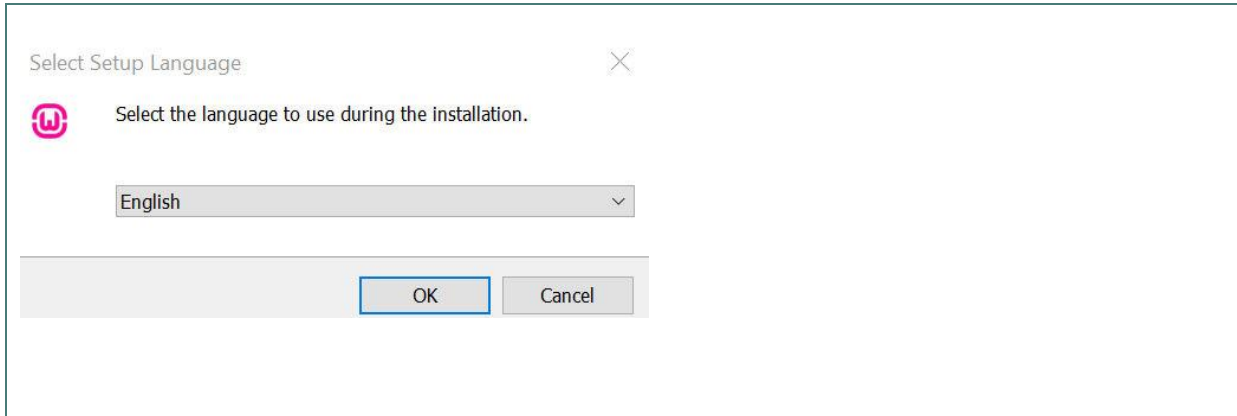 Select Setup Language
Select the language to use during the installation.
English
OK Cancel